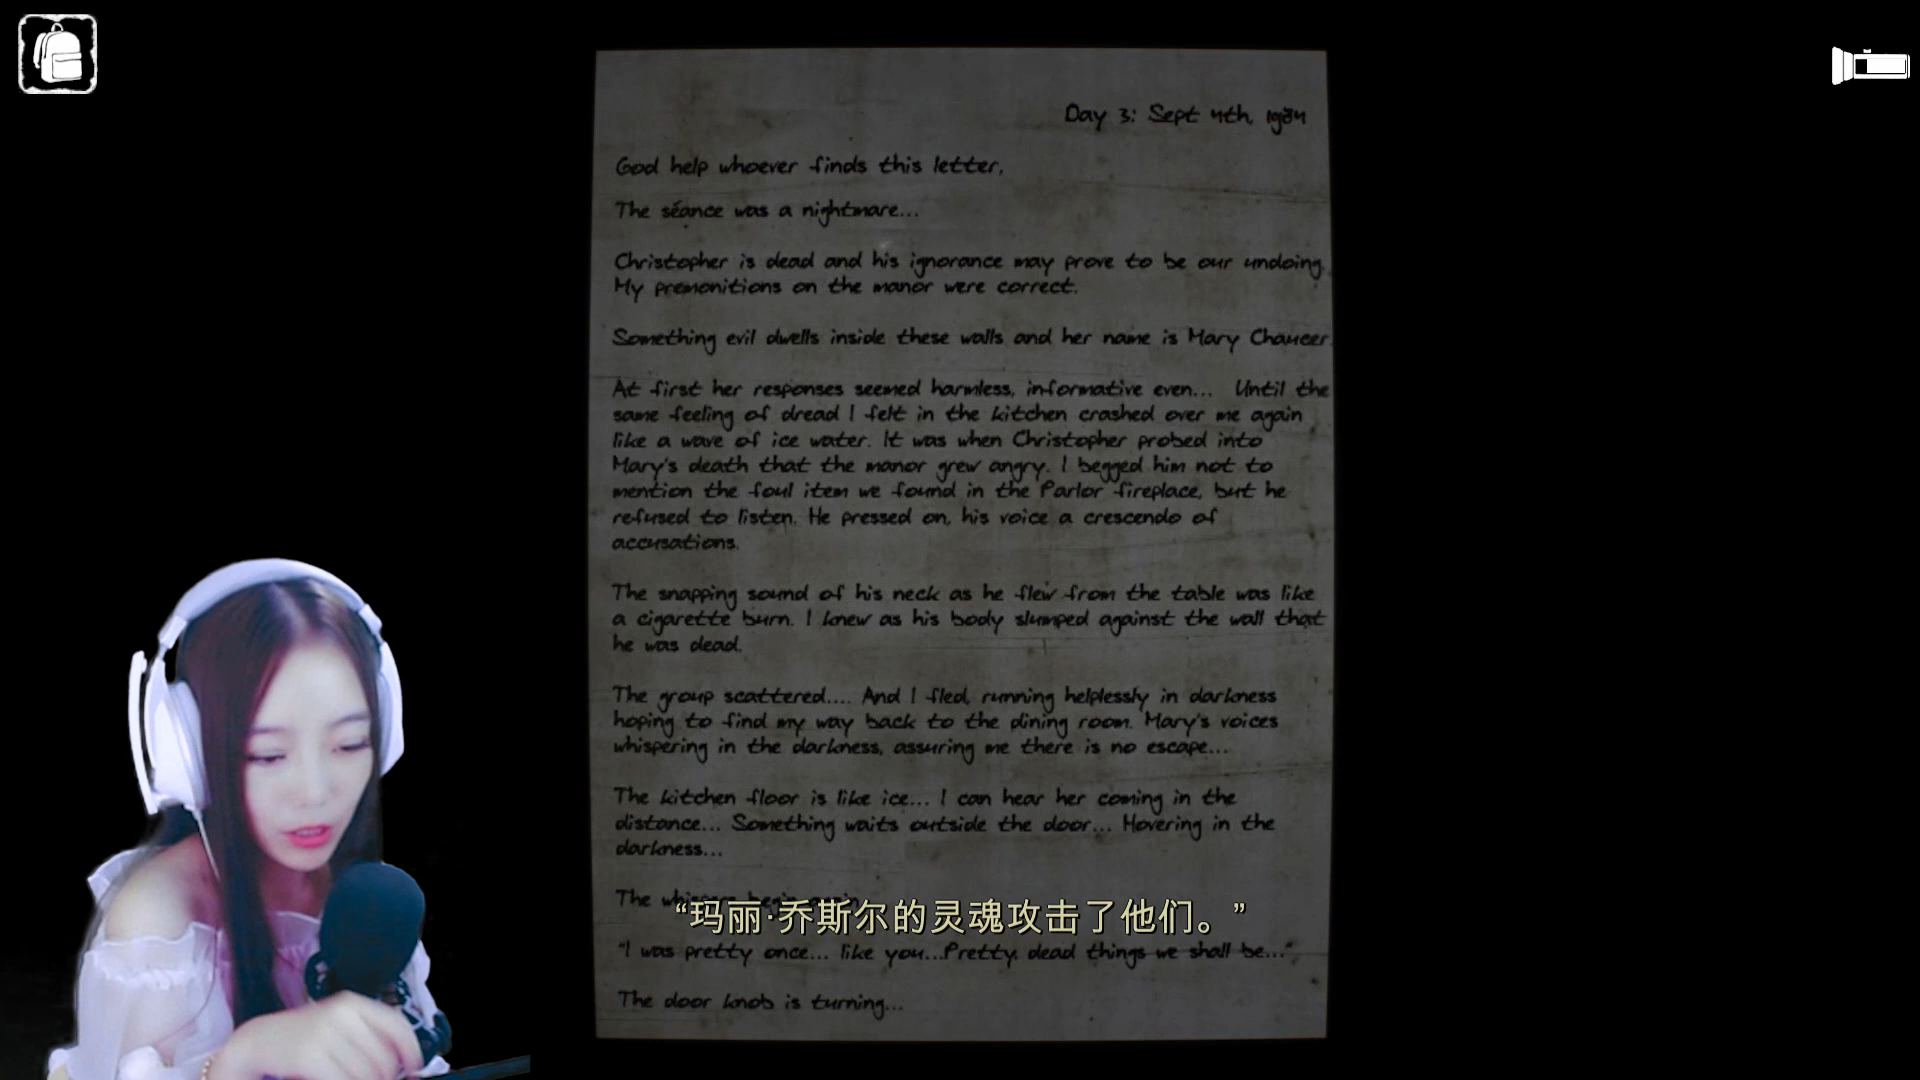 Day 3: Sept 4th, 1984
God help whoever finds this letter,
The séance was a nightmare...
Christopher is dead and his ignorance may prove to be our undoing.
My premonitions on the manor were correct.
Something evil dwells inside these walls and her name is Mary Chaucer.
At first her responses seemed harmless, informative even... Until the
same feeling of dread I felt in the kitchen crashed over me again
like a wave of ice water. It was when Christopher probed into
Mary's death that the manor grew angry. I begged him not to
mention the foul item we found in the Parlor fireplace, but he
refused to listen. He pressed on, his voice a crescendo of
accusations.
The snapping sound of his neck as he flew from the table was like
a cigarette burn. I knew as his body slumped against the wall that
he was dead.
The group scattered.... And I fled, running helplessly in darkness
hoping to find my way back to the dining room. Mary's voices
whispering in the darkness, assuring me there is no escape...
The kitchen floor is like ice... I can hear her coming in the
distance... Something waits outside the door... Hovering in the
darkness...
The whispers begin again
“玛丽·乔斯尔的灵魂攻击了他们。”
"I was pretty once... like you...Pretty dead things we shall be..."
The door knob is turning...